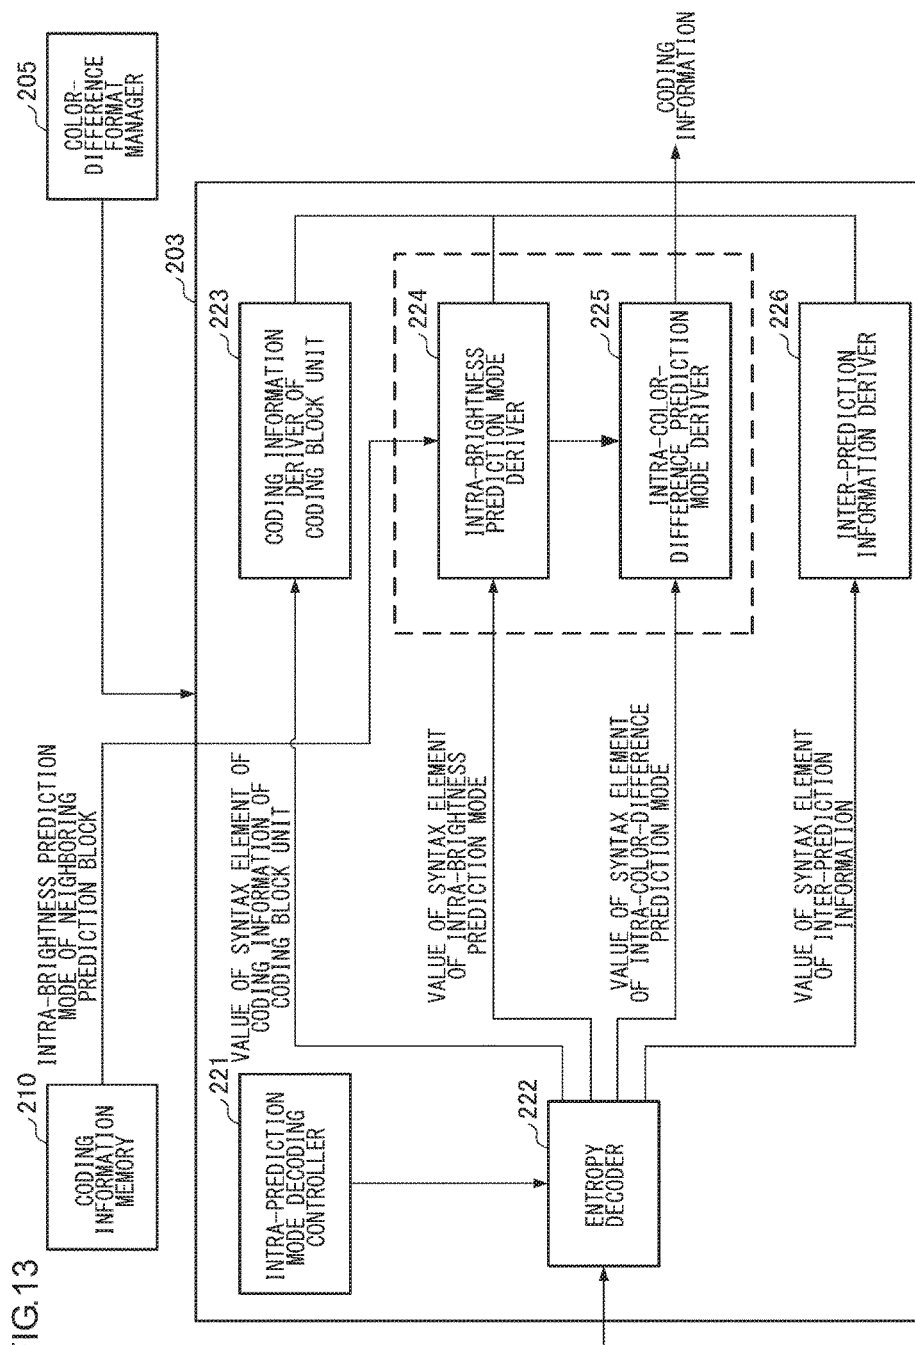 FIG.13
210
CODING
INFORMATION
MEMORY
INTRA-BRIGHTNESS PREDICTION
MODE OF NEIGHBORING
PREDICTION BLOCK
205
COLOR-
DIFFERENCE
FORMAT
MANAGER
203
221
INTRA-PREDICTION
MODE DECODING
CONTROLLER
VALUE OF SYNTAX ELEMENT OF
CODING INFORMATION OF
CODING BLOCK UNIT
223
CODING INFORMATION
DERIVER OF
CODING BLOCK UNIT
222
ENTROPY
DECODER
VALUE OF SYNTAX ELEMENT
OF INTRA-BRIGHTNESS
PREDICTION MODE
224
INTRA-BRIGHTNESS
PREDICTION MODE
DERIVER
VALUE OF SYNTAX ELEMENT
OF INTRA-COLOR-DIFFERENCE
PREDICTION MODE
225
INTRA-COLOR-
DIFFERENCE PREDICTION
MODE DERIVER
CODING
INFORMATION
VALUE OF SYNTAX ELEMENT
OF INTER-PREDICTION
INFORMATION
226
INTER-PREDICTION
INFORMATION DERIVER